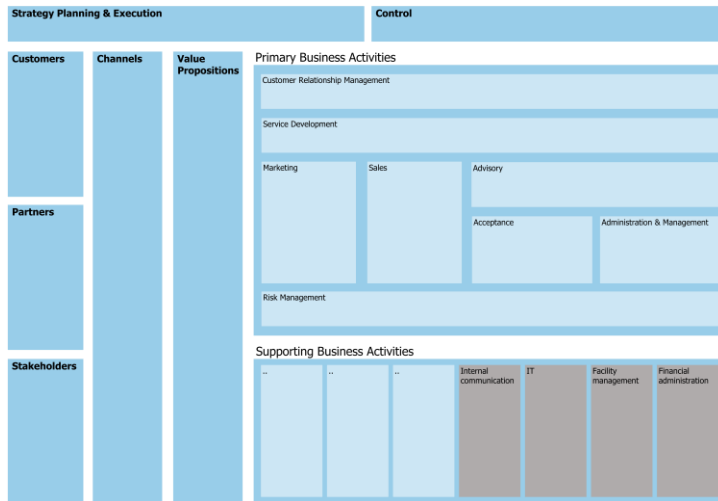 Strategy Planning & Execution
Control
Customers
Channels
Value
Propositions
Primary Business Activities
Customer Relationship Management
Service Development
Marketing
Sales
Advisory
Partners
Acceptance
Administration & Management
Risk Management
Supporting Business Activities
Stakeholders
..
..
..
Internal
communication
IT
Facility
management
Financial
administration